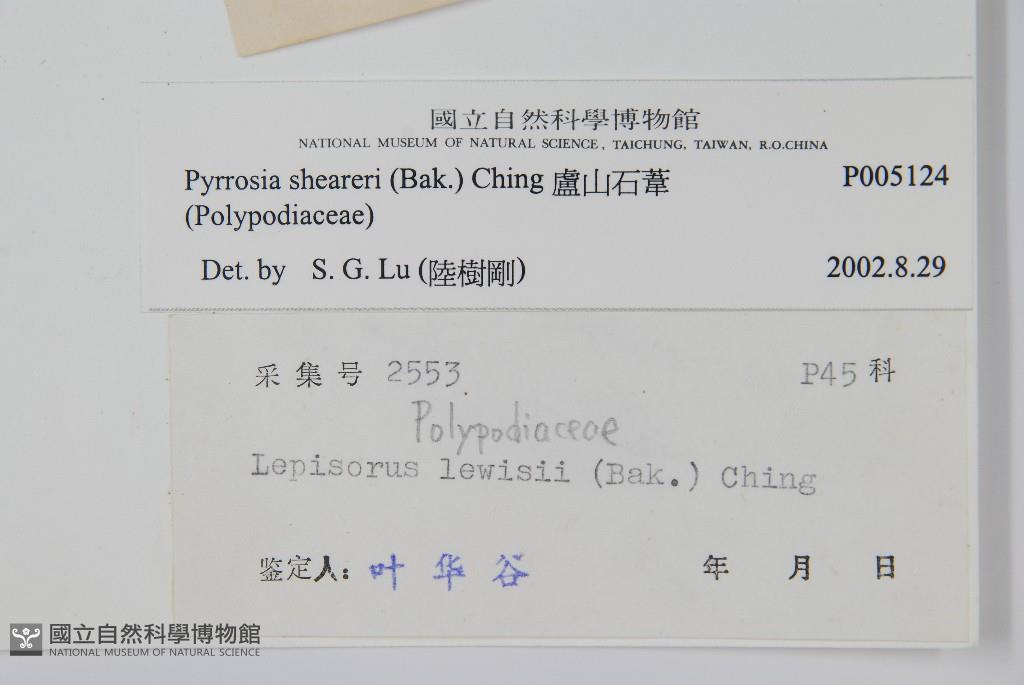 國立自然科學博物館
NATIONAL MUSEUM OF NATURAL SCIENCE, TAICHUNG, TAIWAN, R.O.CHINA
Pyrrosia sheareri (Bak.) Ching 盧山石葦 P005124
(Polypodiaceae)
Det. by S. G. Lu (陸樹剛) 2002.8.29
采集号 2553 P45科
Polypodiaceae
Lepisorus lewisii (Bak.) Ching
鉴定人: 叶华谷 年 月 日
國立自然科學博物館
NATIONAL MUSEUM OF NATURAL SCIENCE